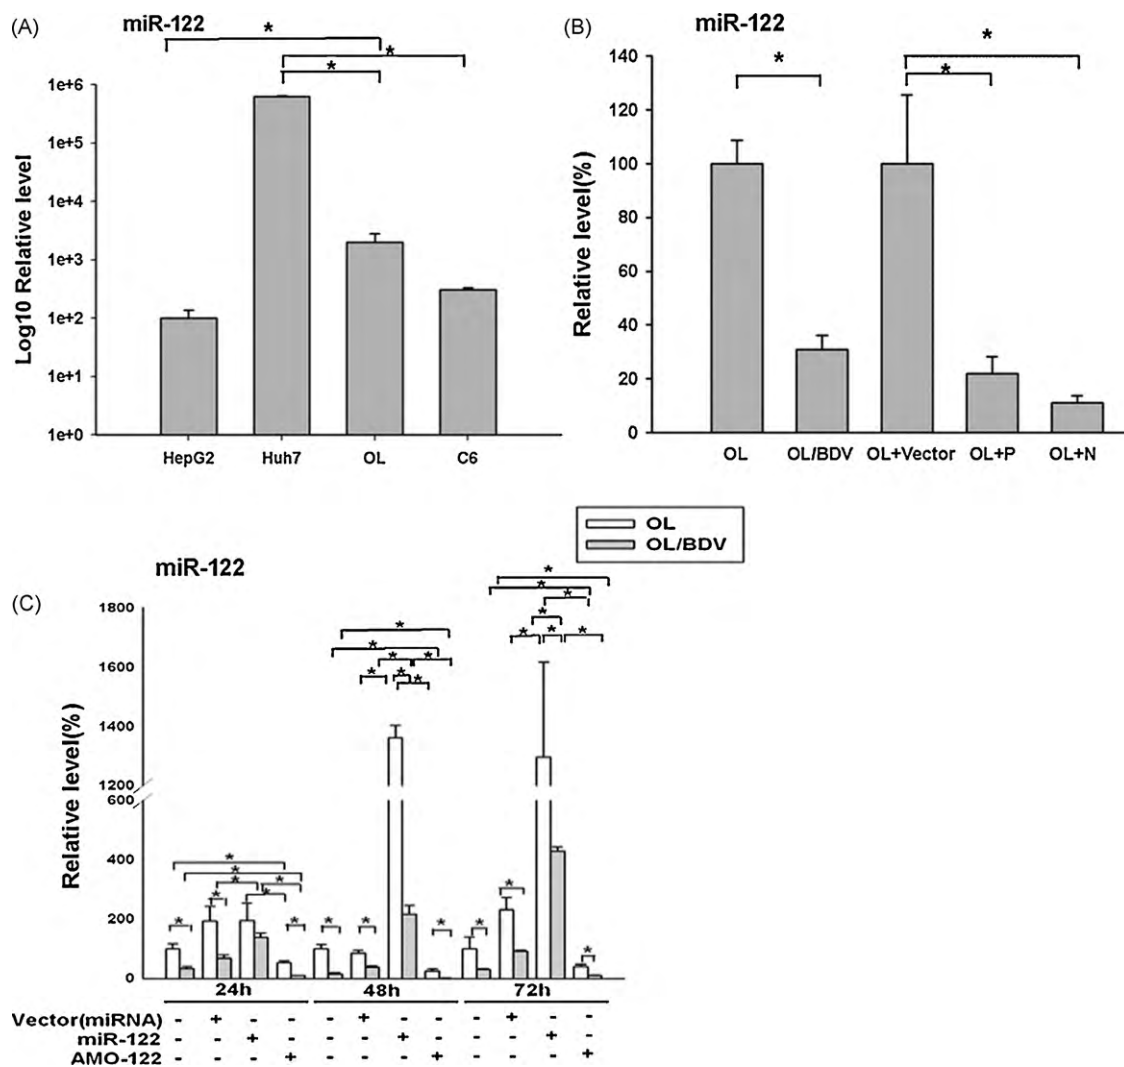 (A) miR-122
* * *
Log10 Relative level
1e+6
1e+5
1e+4
1e+3
1e+2
1e+1
1e+0
HepG2 Huh7 OL C6
(B) miR-122
* * *
Relative level(%)
140
120
100
80
60
40
20
0
OL OL/BDV OL+Vector OL+P OL+N
OL
OL/BDV
(C) miR-122
Relative level(%)
1800
1600
1400
1200
600
400
200
0
24h 48h 72h
Vector(miRNA) - + - - - + - - - + - -
miR-122 - - + - - - + - - - + -
AMO-122 - - - + - - - + - - - +